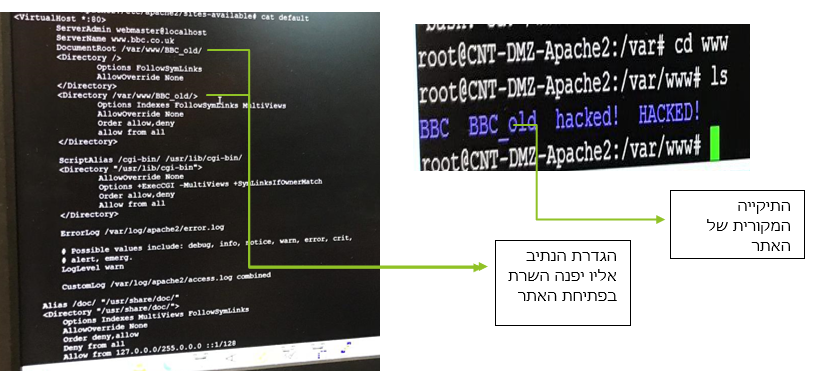 /apache2/sites-available# cat default
<VirtualHost *:80>
ServerAdmin webmaster@localhost
ServerName www.bbc.co.uk
DocumentRoot /var/www/BBC_old/
<Directory />
Options FollowSymLinks
AllowOverride None
</Directory>
<Directory /var/www/BBC_old/>
Options Indexes FollowSymLinks MultiViews
AllowOverride None
Order allow,deny
allow from all
</Directory>
ScriptAlias /cgi-bin/ /usr/lib/cgi-bin/
<Directory "/usr/lib/cgi-bin">
AllowOverride None
Options +ExecCGI -MultiViews +SymLinksIfOwnerMatch
Order allow,deny
Allow from all
</Directory>
ErrorLog /var/log/apache2/error.log
# Possible values include: debug, info, notice, warn, error, crit,
# alert, emerg.
LogLevel warn
CustomLog /var/log/apache2/access.log combined
Alias /doc/ "/usr/share/doc/"
<Directory "/usr/share/doc/">
Options Indexes MultiViews FollowSymLinks
AllowOverride None
Order deny,allow
Deny from all
Allow from 127.0.0.0/255.0.0.0 ::1/128
root@CNT-DMZ-Apache2:/var# cd www
root@CNT-DMZ-Apache2:/var/www# ls
BBC BBC_old hacked! HACKED!
root@CNT-DMZ-Apache2:/var/www#
התיקייה
המקורית של
האתר
הגדרת הנתיב
אליו יפנה השרת
בפתיחת האתר